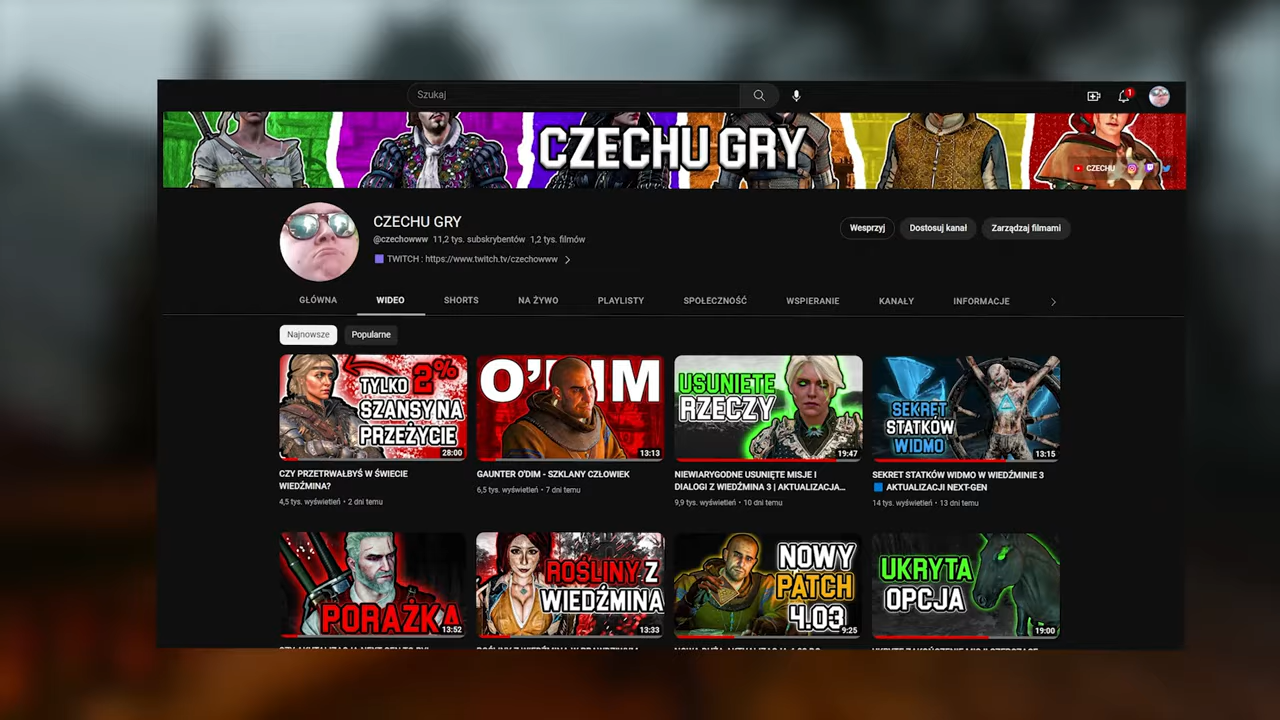 Szukaj
1
CZECHU GRY
CZECHU
CZECHU GRY
@czechowww 11,2 tys. subskrybentów 1,2 tys. filmów
TWITCH : https://www.twitch.tv/czechowww
Wesprzyj Dostosuj kanał Zarządzaj filmami
GŁÓWNA WIDEO SHORTS NA ŻYWO PLAYLISTY SPOŁECZNOŚĆ WSPIERANIE KANAŁY INFORMACJE
Najnowsze Popularne
TYLKO 2%
SZANSY NA
PRZEŻYCIE
28:00
CZY PRZETRWAŁBYŚ W ŚWIECIE
WIEDŹMINA?
4,5 tys. wyświetleń • 2 dni temu
O'DIM
13:13
GAUNTER O'DIM - SZKLANY CZŁOWIEK
6,5 tys. wyświetleń • 7 dni temu
USUNIĘTE
RZECZY
19:47
NIEWIARYGODNE USUNIĘTE MISJE I
DIALOGI Z WIEDŹMINA 3 | AKTUALIZACJA...
9,9 tys. wyświetleń • 10 dni temu
SEKRET
STATKÓW
WIDMO
13:15
SEKRET STATKÓW WIDMO W WIEDŹMINIE 3
AKTUALIZACJI NEXT-GEN
14 tys. wyświetleń • 13 dni temu
PORAŻKA
13:52
ROŚLINY Z
WIEDŹMINA
13:33
NOWY
PATCH
4.03
9:25
UKRYTA
OPCJA
19:00